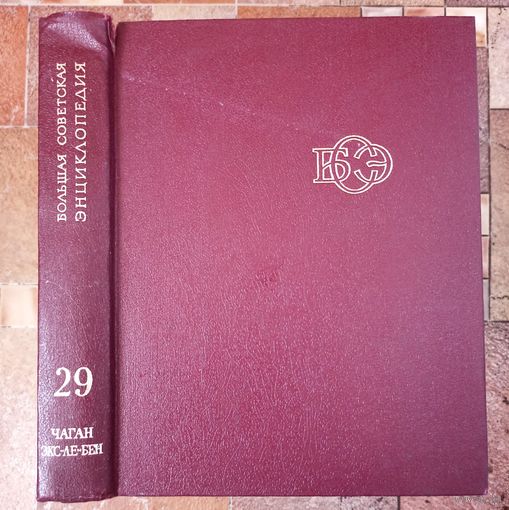 БОЛЬШАЯ СОВЕТСКАЯ
ЭНЦИКЛОПЕДИЯ
29
ЧАГАН
ЭКС-ЛЕ-БЕН
БСЭ